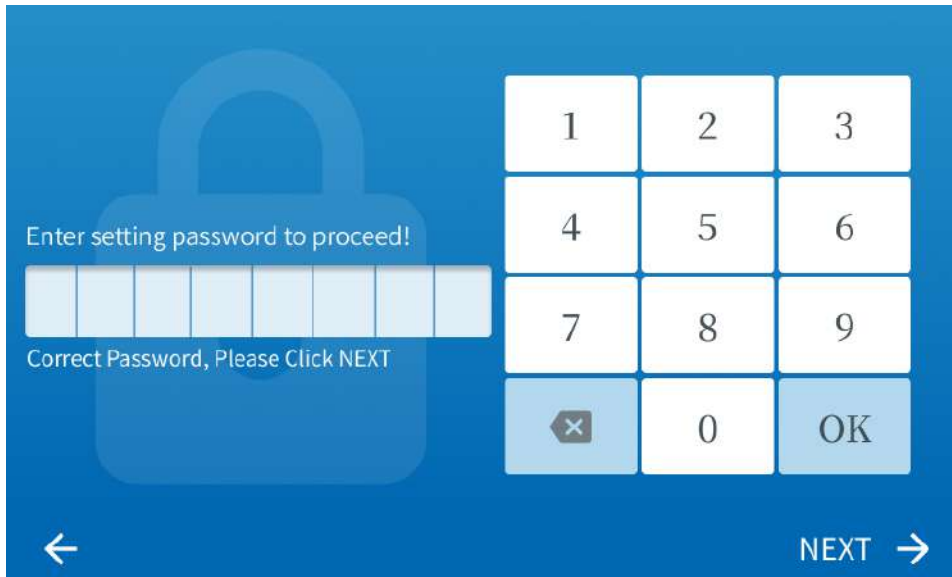 Enter setting password to proceed!
Correct Password, Please Click NEXT
1 2 3
4 5 6
7 8 9
0 OK
NEXT